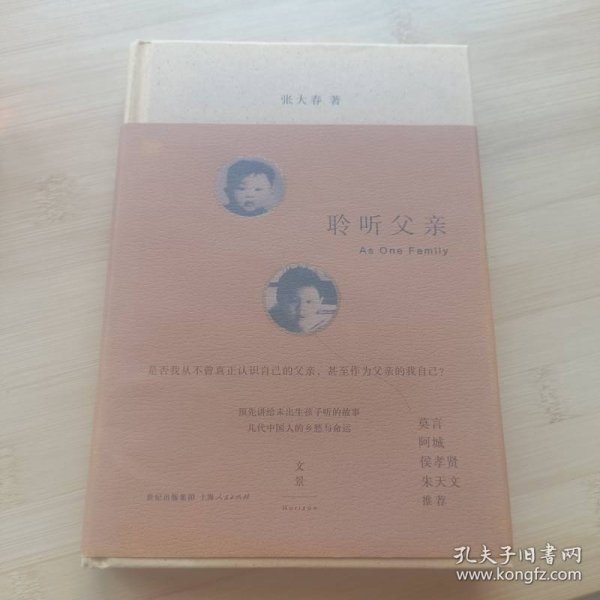 张大春 著
聆听父亲
As One Family
是否我从不曾真正认识自己的父亲、甚至作为父亲的我自己？
预先讲给未出生孩子听的故事
几代中国人的乡愁与命运
莫言
阿城
侯孝贤
朱天文
推荐
文
景
Horizon
世纪出版集团 上海人民出版社
孔夫子旧书网
www.kongfz.com